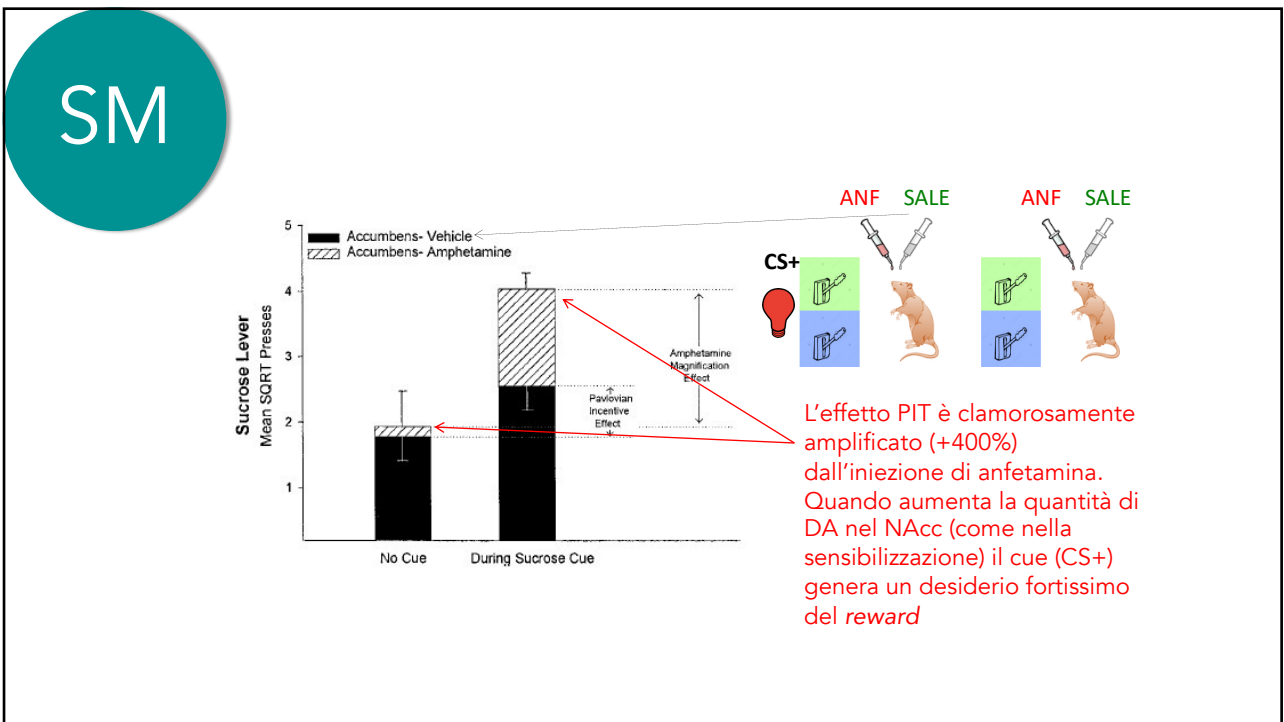 SM
ANF SALE
ANF SALE
5
Accumbens- Vehicle
Accumbens- Amphetamine
CS+
4
3
2
1
Sucrose Lever
Mean SQRT Presses
Amphetamine
Magnification
Effect
Pavlovian
Incentive
Effect
No Cue
During Sucrose Cue
L'effetto PIT è clamorosamente
amplificato (+400%)
dall'iniezione di anfetamina.
Quando aumenta la quantità di
DA nel NAcc (come nella
sensibilizzazione) il cue (CS+)
genera un desiderio fortissimo
del reward